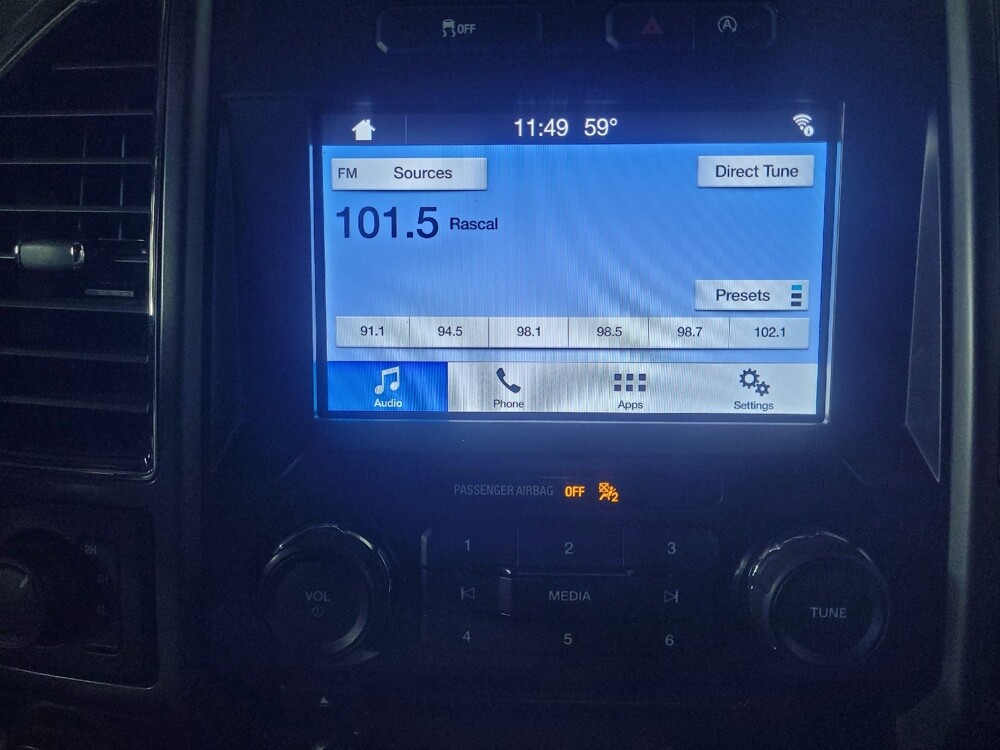 OFF
A
11:49 59°
FM Sources
Direct Tune
101.5 Rascal
Presets
91.1 94.5 98.1 98.5 98.7 102.1
Audio Phone Apps Settings
PASSENGER AIRBAG OFF 2
1 2 3
VOL
MEDIA
TUNE
4 5 6